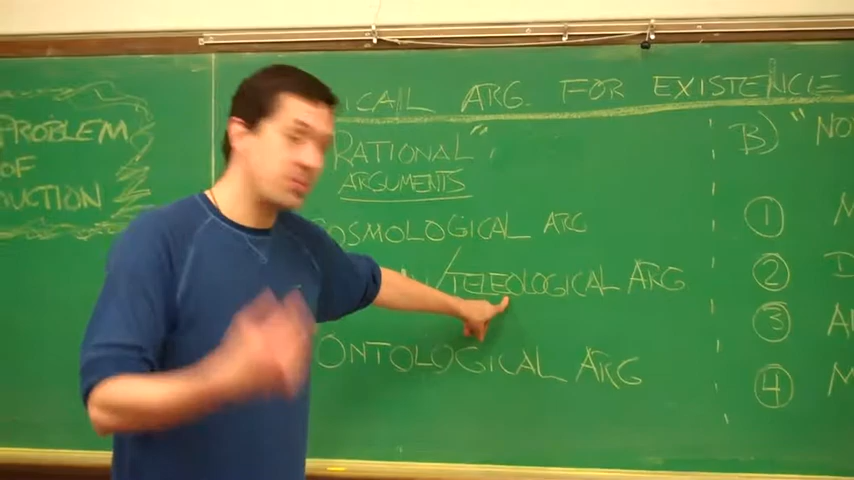 PROBLEM
OF
DUCTION
ICAL ARG FOR EXISTENCE
RATIONAL
ARGUMENTS
OSMOLOGICAL ARG
/TELEOLOGICAL ARG
ONTOLOGICAL ARG
B) "
1
2
3
4